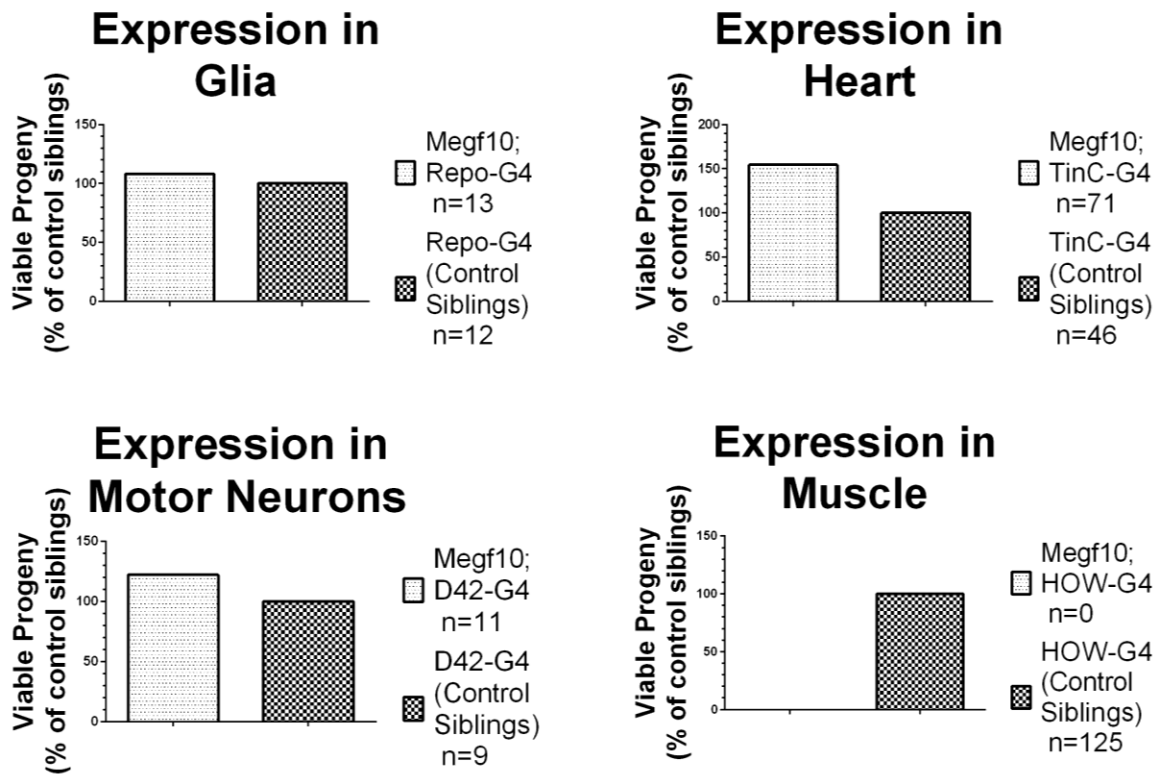 Expression in
Glia
Viable Progeny
(% of control siblings)
150
100
50
0
Megf10;
Repo-G4
n=13
Repo-G4
(Control
Siblings)
n=12
Expression in
Heart
Viable Progeny
(% of control siblings)
200
150
100
50
0
Megf10;
TinC-G4
n=71
TinC-G4
(Control
Siblings)
n=46
Expression in
Motor Neurons
Viable Progeny
(% of control siblings)
150
100
50
0
Megf10;
D42-G4
n=11
D42-G4
(Control
Siblings)
n=9
Expression in
Muscle
Viable Progeny
(% of control siblings)
150
100
50
0
Megf10;
HOW-G4
n=0
HOW-G4
(Control
Siblings)
n=125